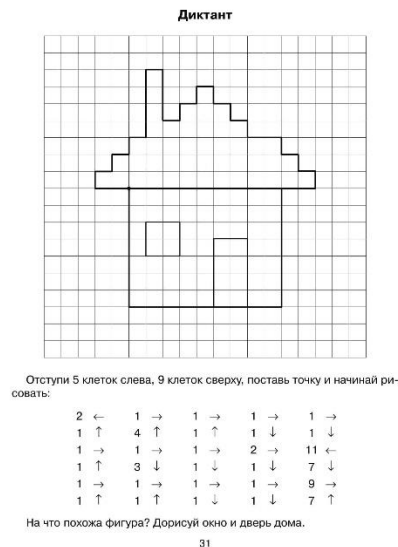 Диктант
Отступи 5 клеток слева, 9 клеток сверху, поставь точку и начинай ри-
совать:
2 ← 1 → 1 → 1 → 1 →
1 ↑ 4 ↑ 1 ↑ 1 ↓ 1 ↓
1 → 1 → 1 → 2 → 11 ←
1 ↑ 3 ↓ 1 ↓ 1 ↓ 7 ↓
1 → 1 → 1 → 1 → 9 →
1 ↑ 1 ↑ 1 ↓ 1 ↓ 7 ↑
На что похожа фигура? Дорисуй окно и дверь дома.
31